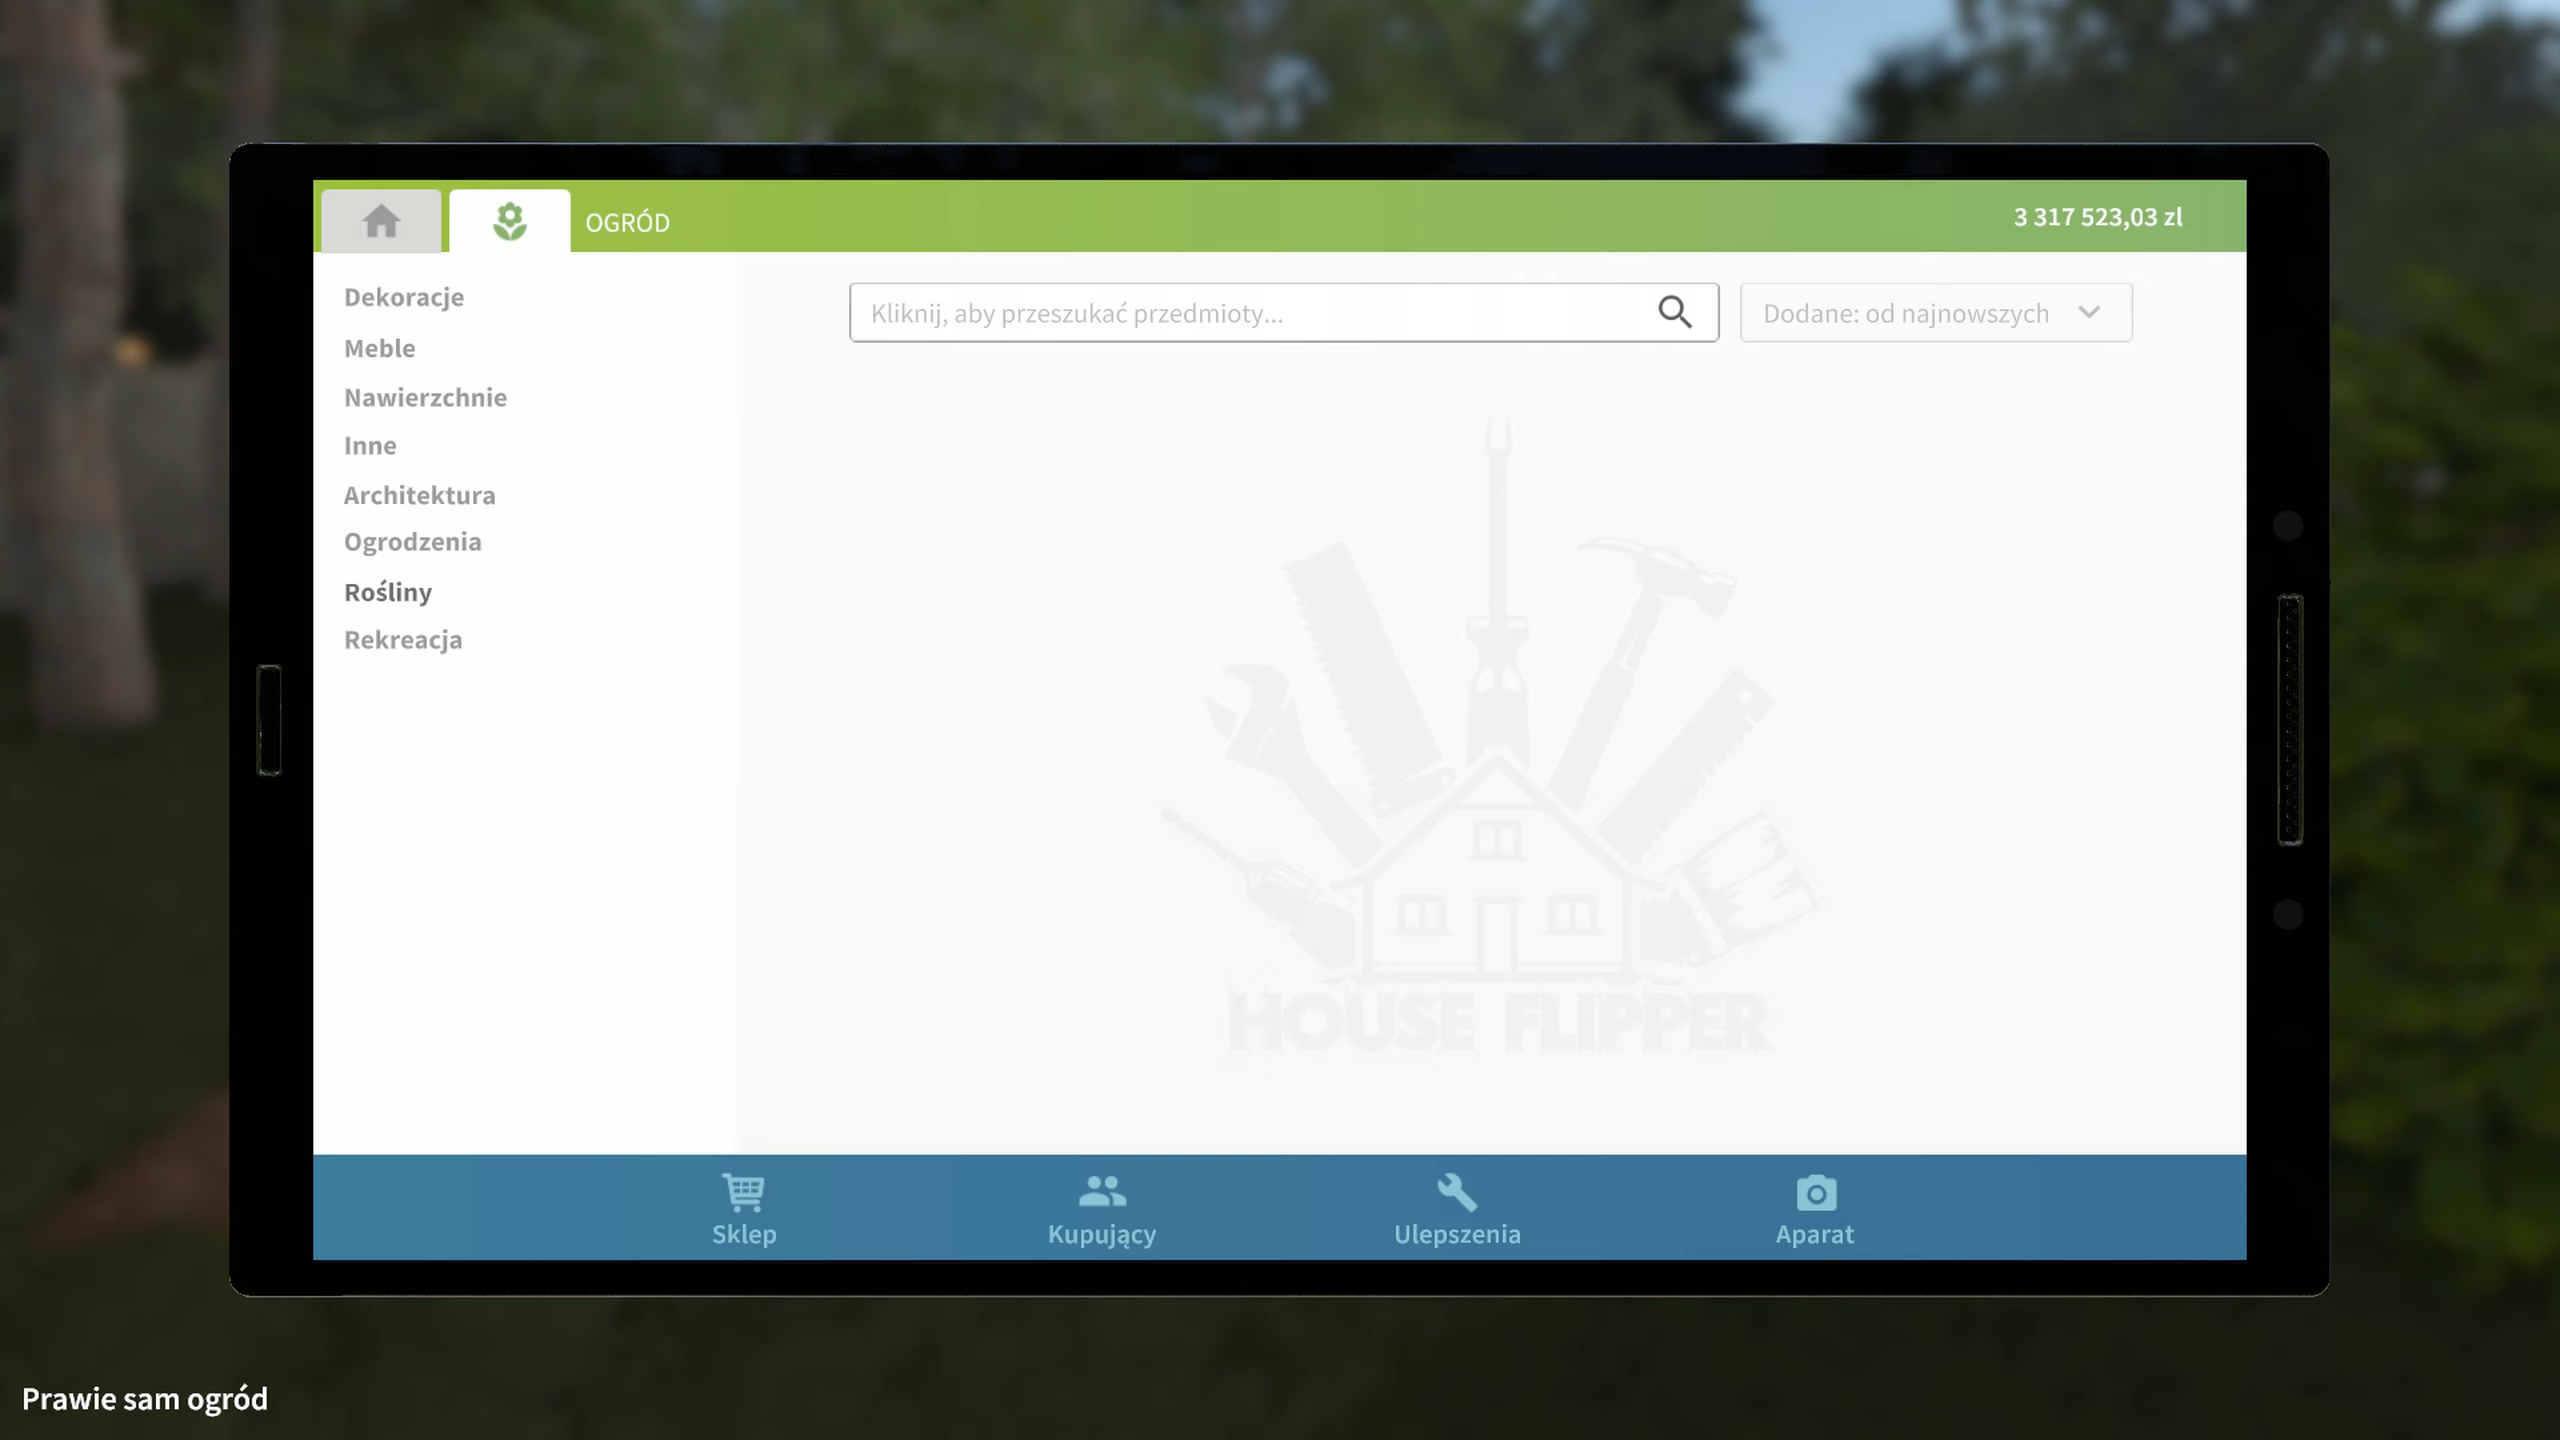 OGRÓD
3 317 523,03 zl
Kliknij, aby przeszukać przedmioty...
Dodane: od najnowszych
Dekoracje
Meble
Nawierzchnie
Inne
Architektura
Ogrodzenia
Rośliny
Rekreacja
HOUSE FLIPPER
Sklep
Kupujący
Ulepszenia
Aparat
Prawie sam ogród